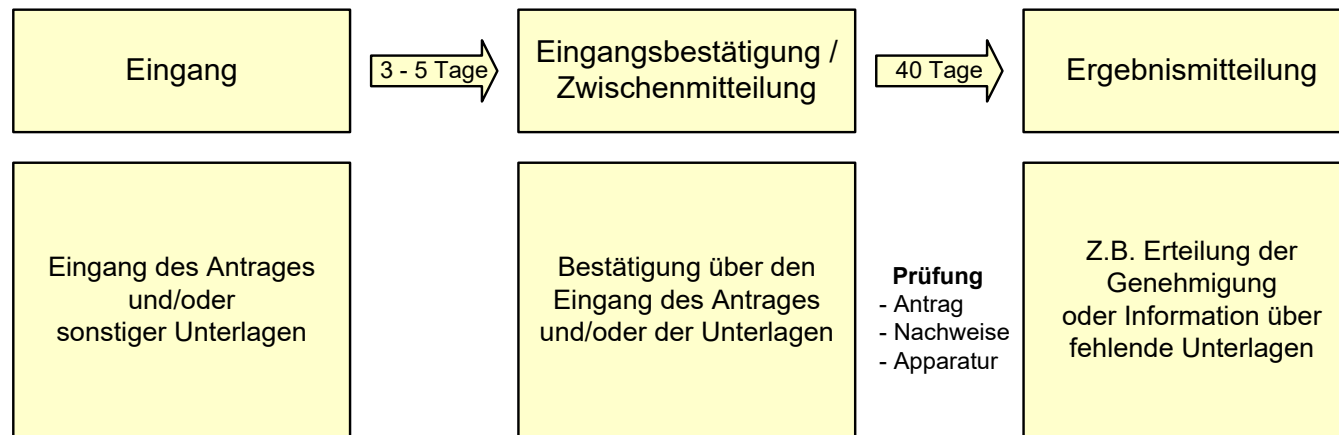 Eingang
3 - 5 Tage
Eingangsbestätigung /
Zwischenmitteilung
40 Tage
Ergebnismitteilung
Eingang des Antrages
und/oder
sonstiger Unterlagen
Bestätigung über den
Eingang des Antrages
und/oder der Unterlagen
Prüfung
- Antrag
- Nachweise
- Apparatur
Z.B. Erteilung der
Genehmigung
oder Information über
fehlende Unterlagen